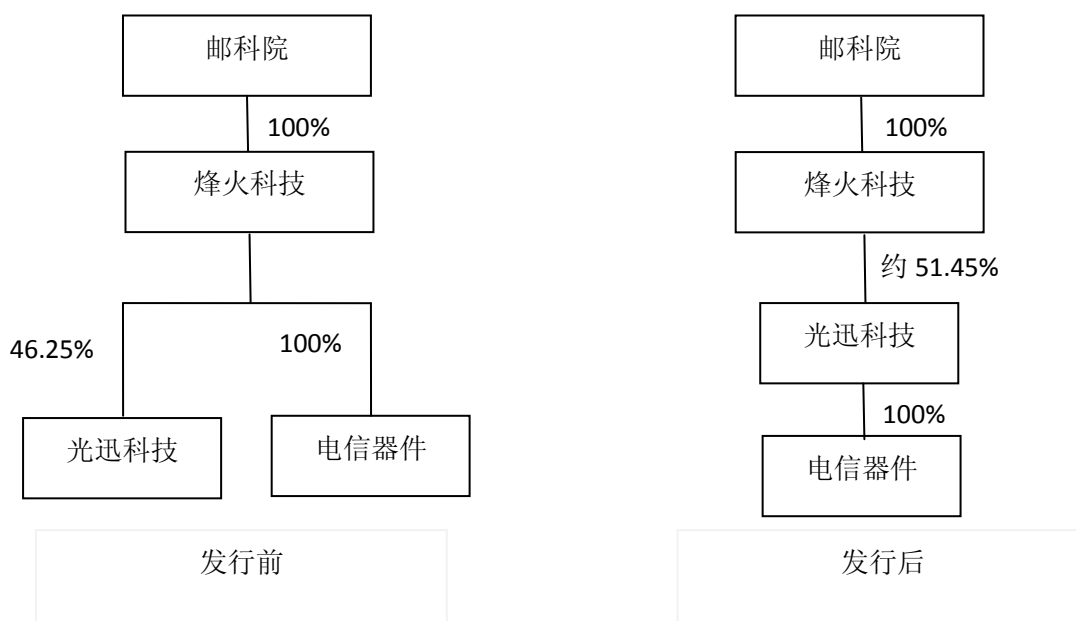 邮科院
100%
烽火科技
46.25%
100%
光迅科技
电信器件
发行前
邮科院
100%
烽火科技
约 51.45%
光迅科技
100%
电信器件
发行后